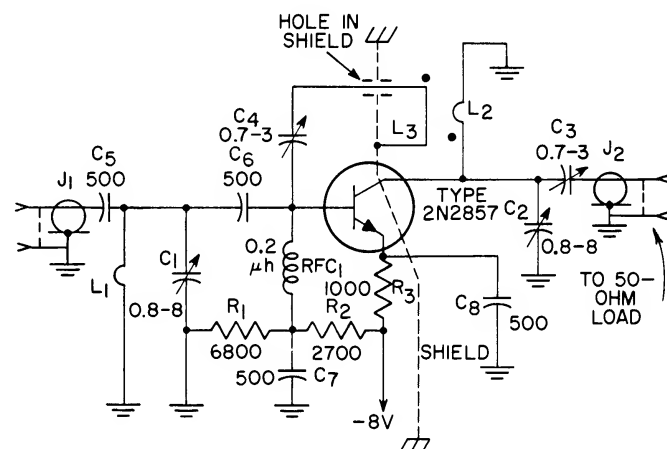 HOLE IN
SHIELD
C4
0.7-3
L3
L2
C3
0.7-3
J2
J1
C5
500
C6
500
TYPE
2N2857
C2
0.8-8
TO 50-
OHM
LOAD
L1
C1
0.8-8
0.2
μh
RFC1
1000
R3
C8
500
R1
6800
R2
2700
500
C7
SHIELD
-8V